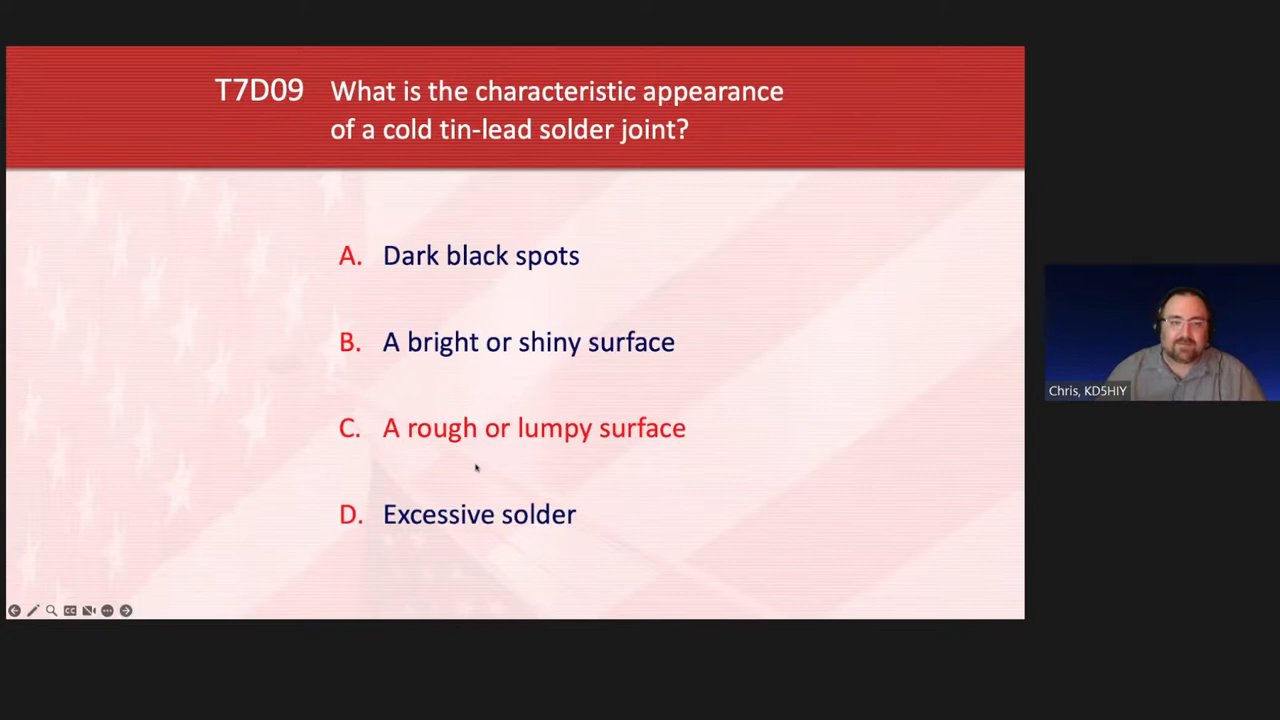 T7D09 What is the characteristic appearance
of a cold tin-lead solder joint?
A. Dark black spots
B. A bright or shiny surface
C. A rough or lumpy surface
D. Excessive solder
Chris, KD5HIY
CC